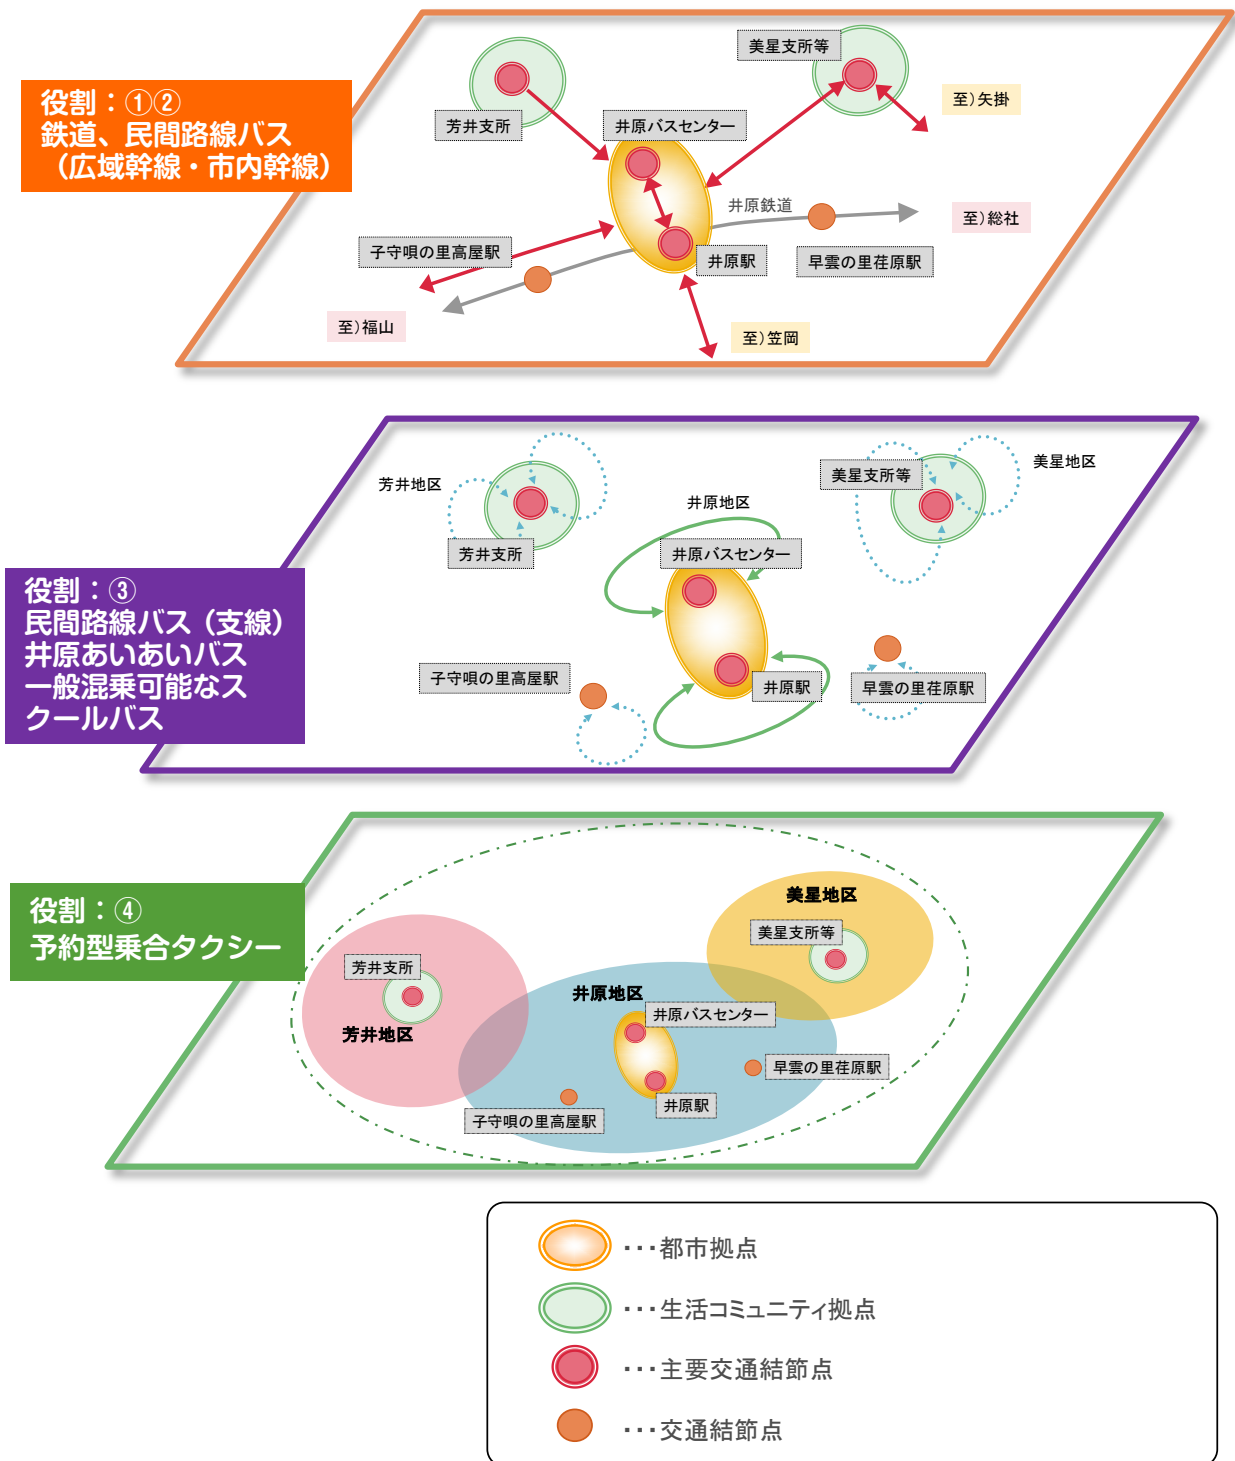 役割：①②
鉄道、民間路線バス
（広域幹線・市内幹線）
美星支所等
至）矢掛
芳井支所
井原バスセンター
井原鉄道
至）総社
子守唄の里高屋駅
井原駅
早雲の里荏原駅
至）福山
至）笠岡
役割：③
民間路線バス（支線）
井原あいあいバス
一般混乗可能なス
クールバス
芳井地区
美星支所等
美星地区
井原地区
芳井支所
井原バスセンター
子守唄の里高屋駅
井原駅
早雲の里荏原駅
役割：④
予約型乗合タクシー
美星地区
美星支所等
芳井支所
井原地区
井原バスセンター
芳井地区
早雲の里荏原駅
井原駅
子守唄の里高屋駅
・・・都市拠点
・・・生活コミュニティ拠点
・・・主要交通結節点
・・・交通結節点